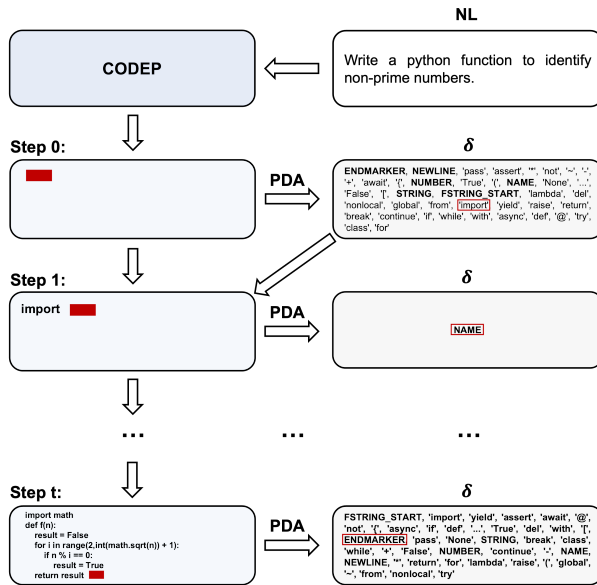 NL
CODEP
Write a python function to identify
non-prime numbers.
Step 0:
δ
PDA
ENDMARKER, NEWLINE, 'pass', 'assert', '*', 'not', '~', '-',
'+', 'await', '{', NUMBER, 'True', '(', NAME, 'None', '...',
'False', '[', STRING, FSTRING_START, 'lambda', 'del',
'nonlocal', 'global', 'from', 'import' 'yield', 'raise', 'return',
'break', 'continue', 'if', 'while', 'with', 'async', 'def', '@', 'try'
'class', 'for'
Step 1:
δ
import
PDA
NAME
...
...
...
Step t:
δ
import math
def f(n):
result = False
for i in range(2,int(math.sqrt(n)) + 1):
if n % i == 0:
result = True
return result
PDA
FSTRING_START, 'import', 'yield', 'assert', 'await', '@',
'not', '{', 'async', 'if', 'def', '...', 'True', 'del', 'with', '[',
ENDMARKER, 'pass', 'None', STRING, 'break', 'class',
'while', '+', 'False', NUMBER, 'continue', '-', NAME,
NEWLINE, '*', 'return', 'for', 'lambda', 'raise', '(', 'global',
'~', 'from', 'nonlocal', 'try'